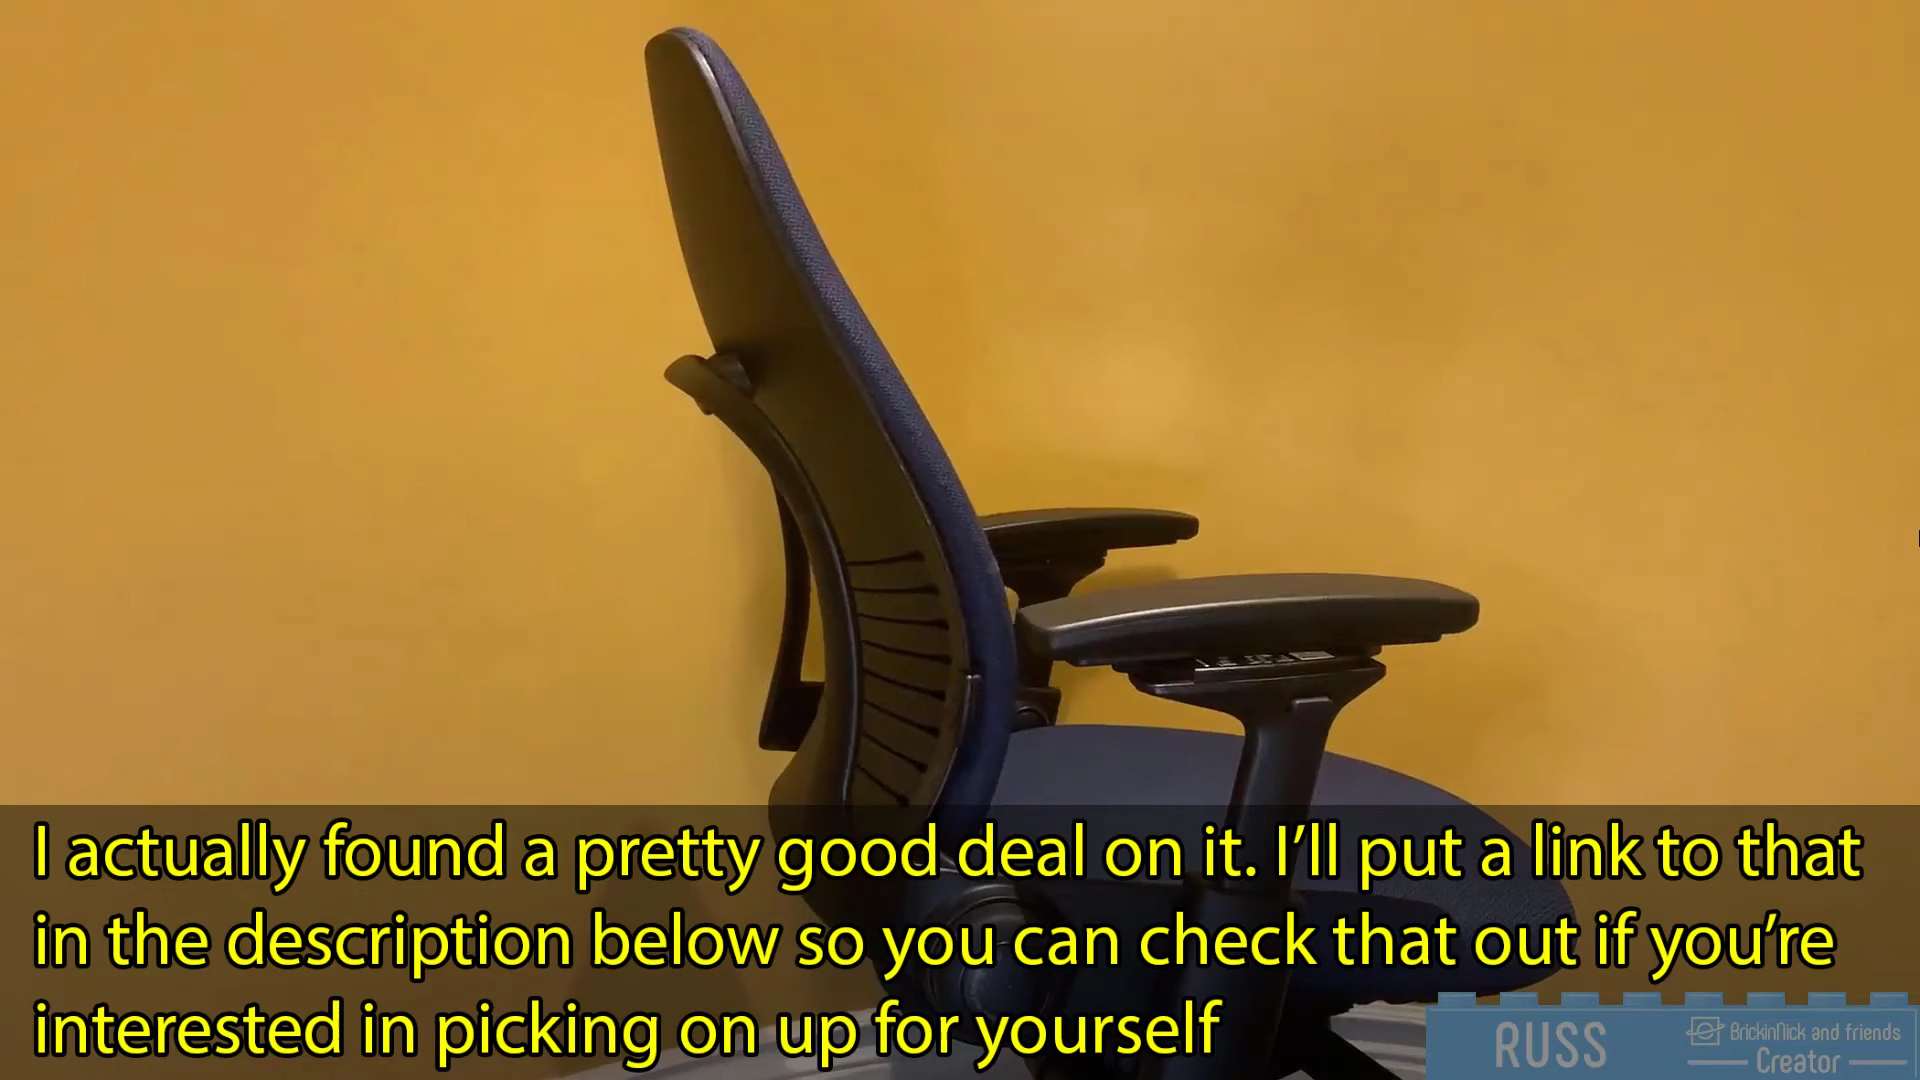 I actually found a pretty good deal on it. I’ll put a link to that
in the description below so you can check that out if you’re
interested in picking on up for yourself
RUSS
BrickinNick and friends
Creator